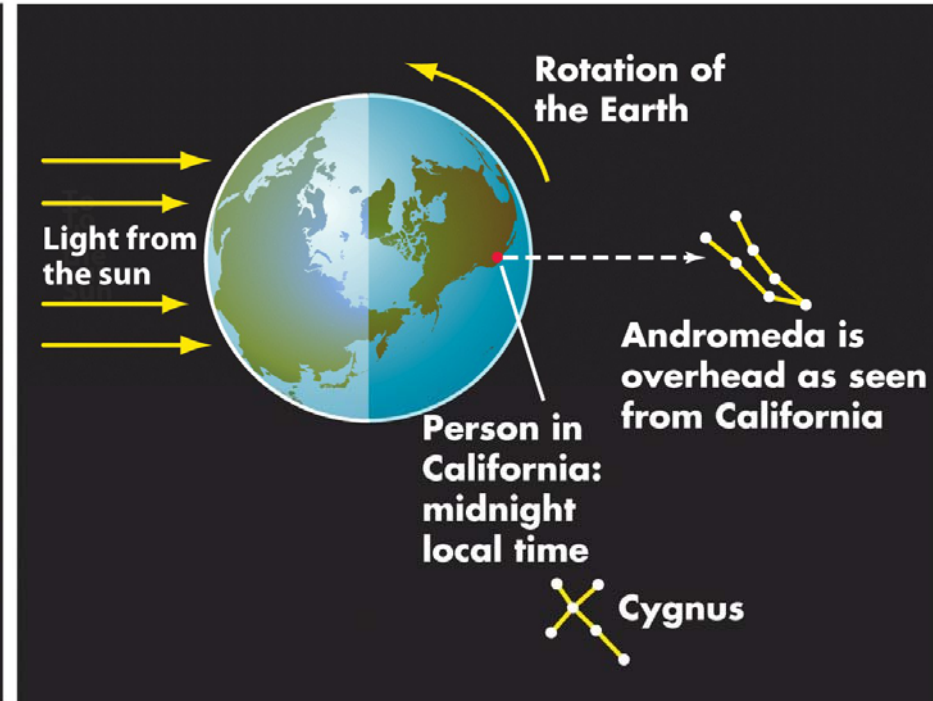 Rotation of
the Earth
Light from
the sun
Andromeda is
overhead as seen
from California
Person in
California:
midnight
local time
Cygnus